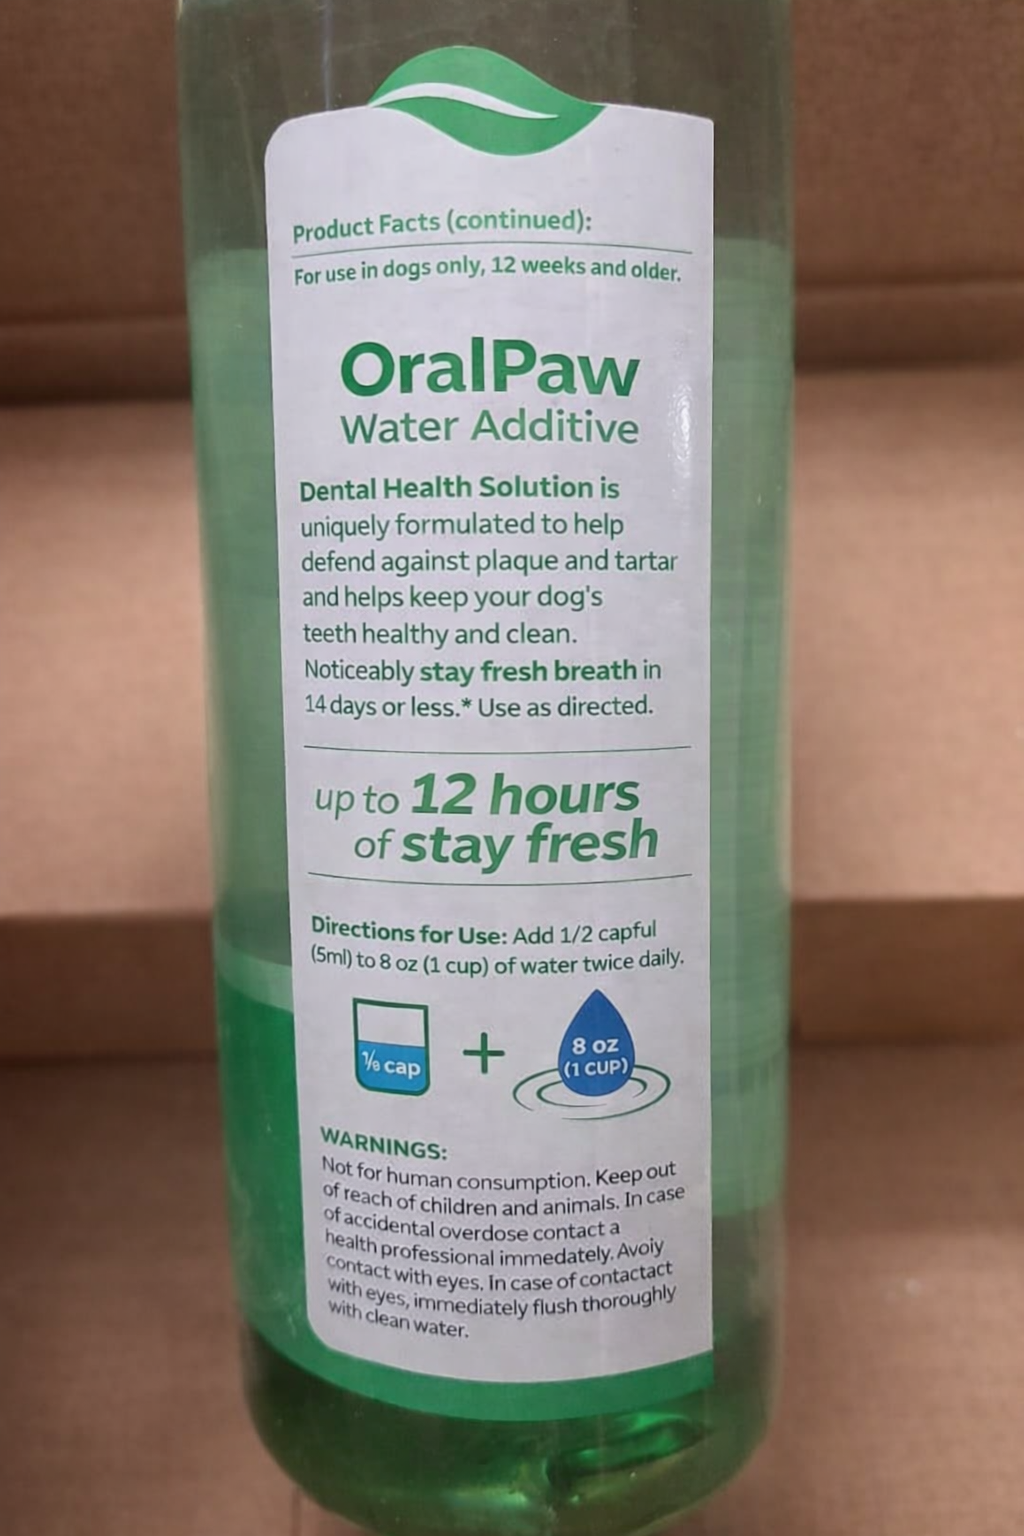 Product Facts (continued):
For use in dogs only, 12 weeks and older.
OralPaw
Water Additive
Dental Health Solution is
uniquely formulated to help
defend against plaque and tartar
and helps keep your dog's
teeth healthy and clean.
Noticeably stay fresh breath in
14 days or less.* Use as directed.
up to 12 hours
of stay fresh
Directions for Use: Add 1/2 capful
(5ml) to 8 oz (1 cup) of water twice daily.
cap
+
8 oz
(1 CUP)
WARNINGS:
Not for human consumption. Keep out
of reach of children and animals. In case
of accidental overdose contact a
health professional immedately. Avoiy
contact with eyes. In case of contactact
with eyes, immediately flush thoroughly
with clean water.